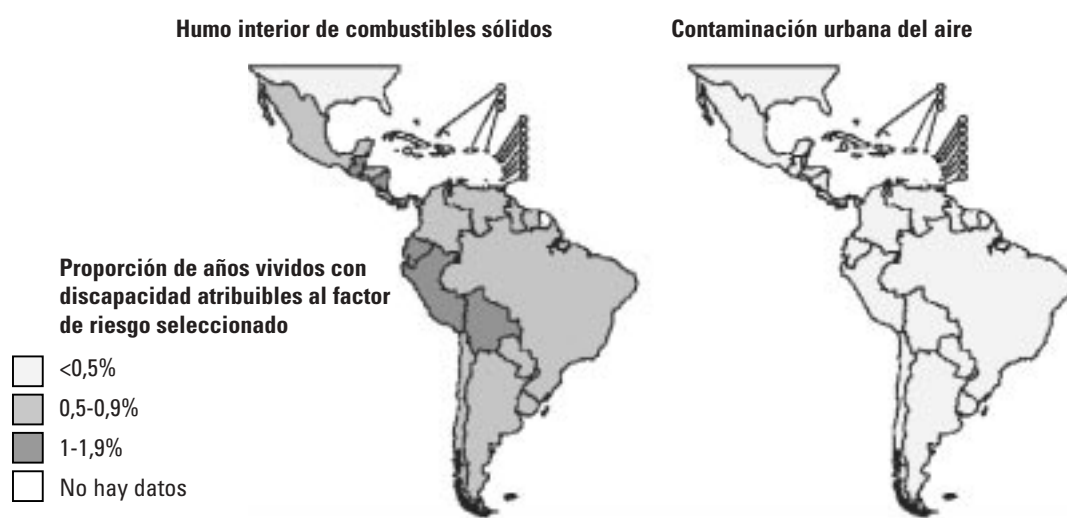 Humo interior de combustibles sólidos
Contaminación urbana del aire
Proporción de años vividos con
discapacidad atribuibles al factor
de riesgo seleccionado
<0,5%
0,5-0,9%
1-1,9%
No hay datos